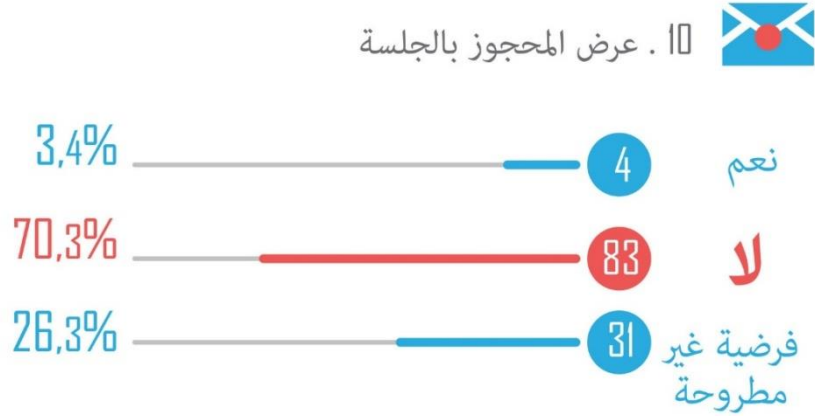 10 . عرض المحجوز بالجلسة
نعم 4 3,4%
لا 83 70,3%
فرضية غير 31 26,3%
مطروحة